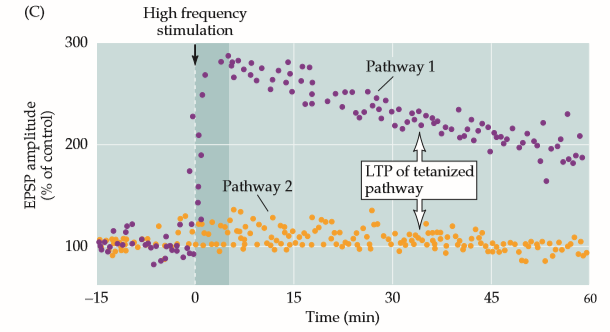 (C)
High frequency
stimulation
300
Pathway 1
200
EPSP amplitude
(% of control)
LTP of tetanized
pathway
Pathway 2
100
−15
0
15
30
45
60
Time (min)